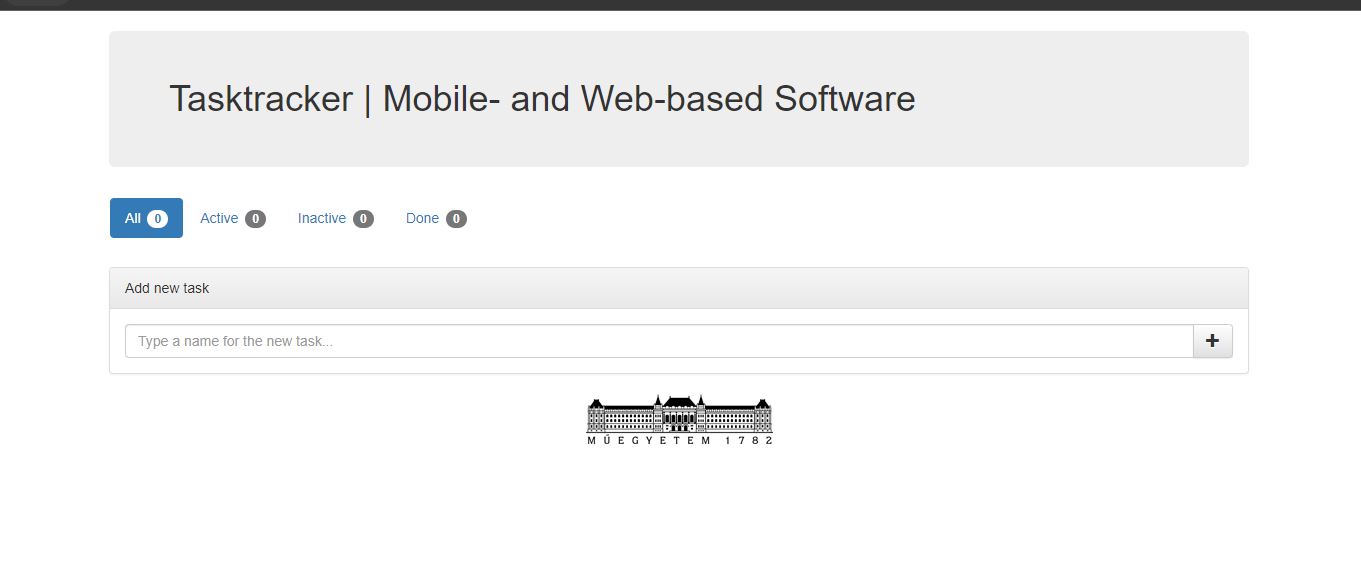 Tasktracker | Mobile- and Web-based Software
All 0 Active 0 Inactive 0 Done 0
Add new task
Type a name for the new task...
MŰEGYETEM 1782